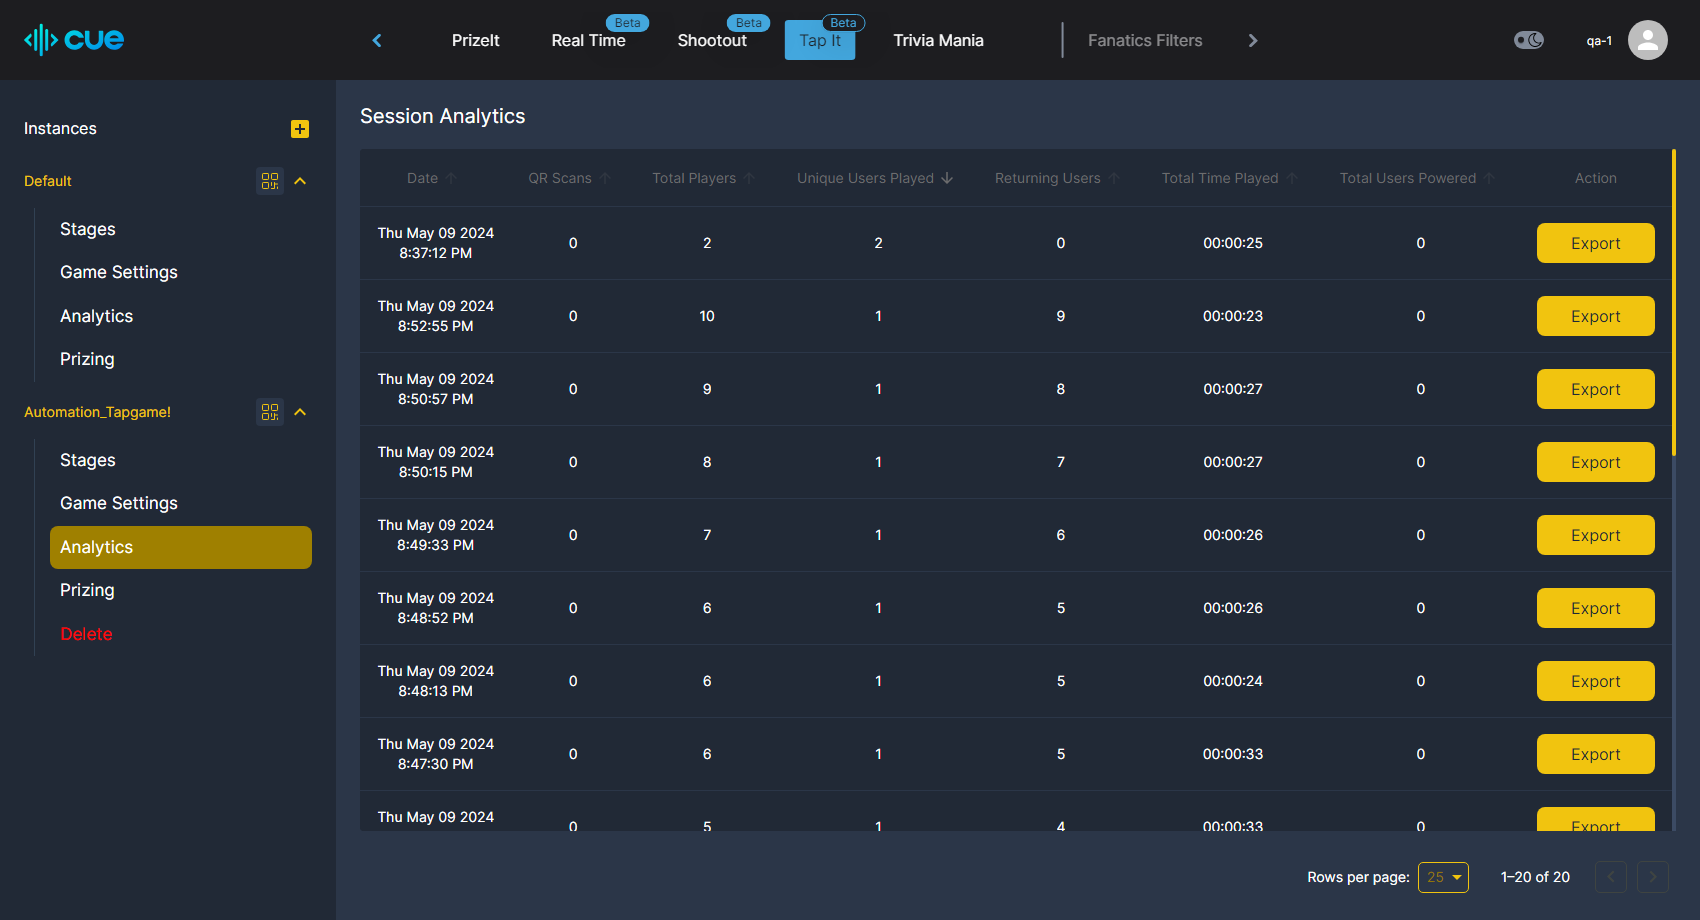 cue
PrizeIt
Real Time
Beta
Shootout
Beta
Tap It
Beta
Trivia Mania
Fanatics Filters
qa-1
Instances
Default
Stages
Game Settings
Analytics
Prizing
Automation_Tapgame!
Stages
Game Settings
Analytics
Prizing
Delete
Session Analytics
Date QR Scans Total Players Unique Users Played Returning Users Total Time Played Total Users Powered Action
Thu May 09 2024
8:37:12 PM 0 2 2 0 00:00:25 0 Export
Thu May 09 2024
8:52:55 PM 0 10 1 9 00:00:23 0 Export
Thu May 09 2024
8:50:57 PM 0 9 1 8 00:00:27 0 Export
Thu May 09 2024
8:50:15 PM 0 8 1 7 00:00:27 0 Export
Thu May 09 2024
8:49:33 PM 0 7 1 6 00:00:26 0 Export
Thu May 09 2024
8:48:52 PM 0 6 1 5 00:00:26 0 Export
Thu May 09 2024
8:48:13 PM 0 6 1 5 00:00:24 0 Export
Thu May 09 2024
8:47:30 PM 0 6 1 5 00:00:33 0 Export
Thu May 09 2024
0 5 1 4 00:00:33 0 Export
Rows per page: 25 1–20 of 20